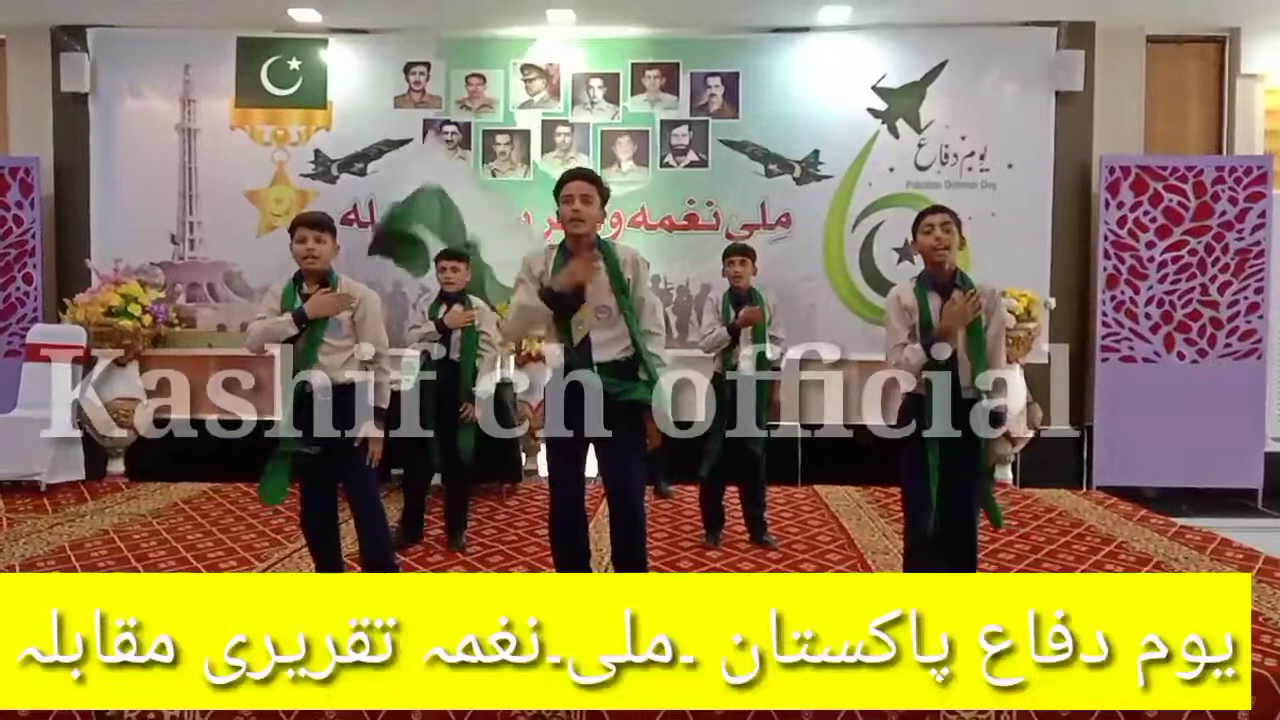 یوم دفاع
Pakistan Defence Day
ملی نغمہ و
Kashif ch official
یوم دفاع پاکستان ۔ملی۔نغمہ تقریری مقابلہ